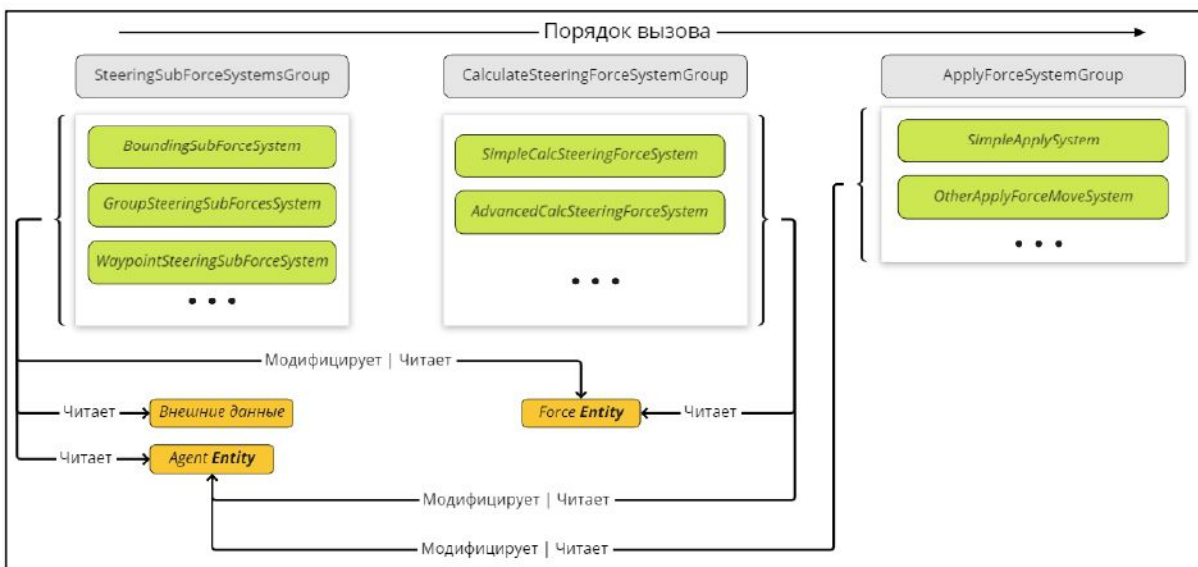 Порядок вызова
SteeringSubForceSystemsGroup
CalculateSteeringForceSystemGroup
ApplyForceSystemGroup
BoundingSubForceSystem
GroupSteeringSubForcesSystem
WaypointSteeringSubForceSystem
• • •
SimpleCalcSteeringForceSystem
AdvancedCalcSteeringForceSystem
• • •
SimpleApplySystem
OtherApplyForceMoveSystem
• • •
Модифицирует | Читает
Читает
Внешние данные
Force Entity
Читает
Читает
Agent Entity
Модифицирует | Читает
Модифицирует | Читает